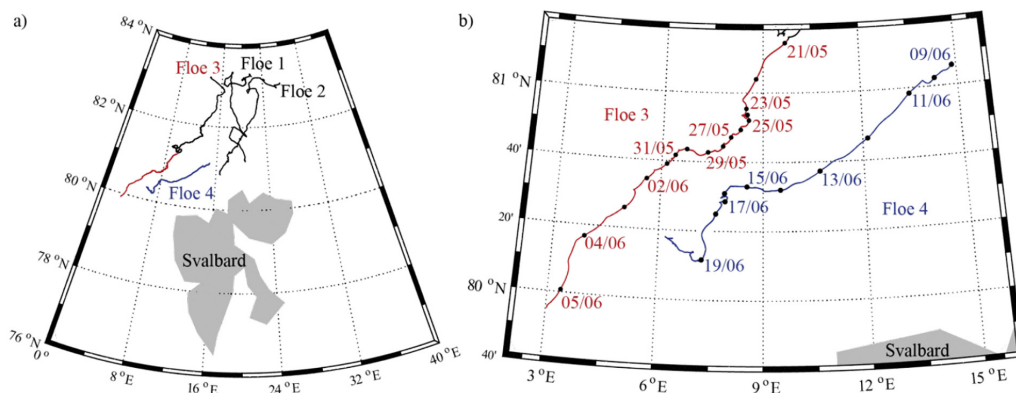 a)
84 °N
82 °N
80 °N
78 °N
76 °N
0°
8 °E
16 °E
24 °E
32 °E
40 °E
Floe 3
Floe 1
Floe 2
Floe 4
Svalbard
b)
81 °N
40'
20'
80 °N
40'
3 °E
6 °E
9 °E
12 °E
15 °E
Floe 3
21/05
23/05
25/05
27/05
29/05
31/05
02/06
04/06
05/06
Floe 4
09/06
11/06
13/06
15/06
17/06
19/06
Svalbard